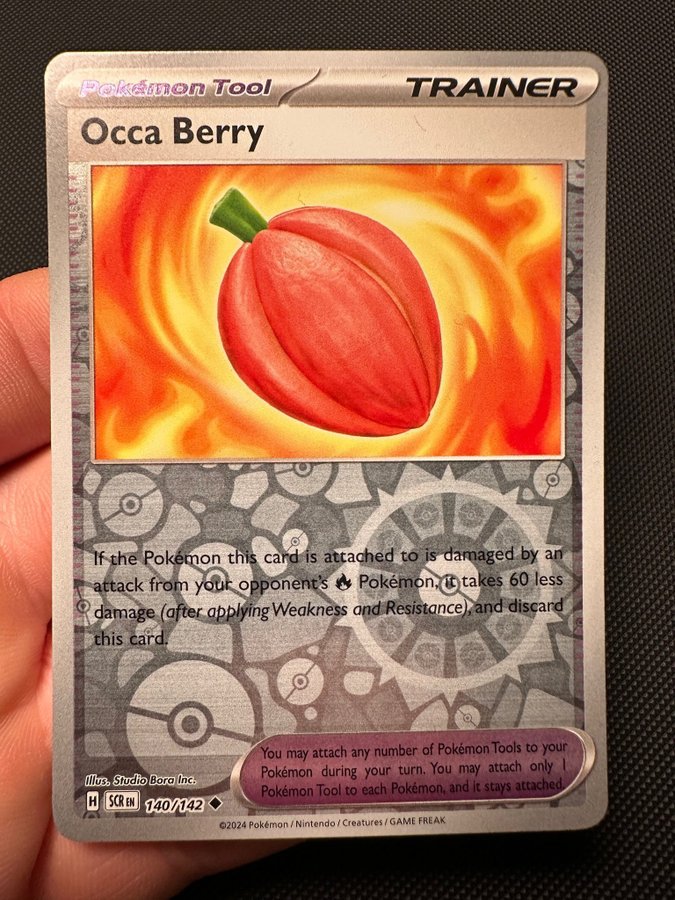 Pokémon Tool
TRAINER
Occa Berry
If the Pokémon this card is attached to is damaged by an
attack from your opponent's 🔥 Pokémon, it takes 60 less
damage (after applying Weakness and Resistance), and discard
this card.
You may attach any number of Pokémon Tools to your
Pokémon during your turn. You may attach only 1
Pokémon Tool to each Pokémon, and it stays attached.
Illus. Studio Bora Inc.
H SCR EN 140/142 ◆
©2024 Pokémon / Nintendo / Creatures / GAME FREAK